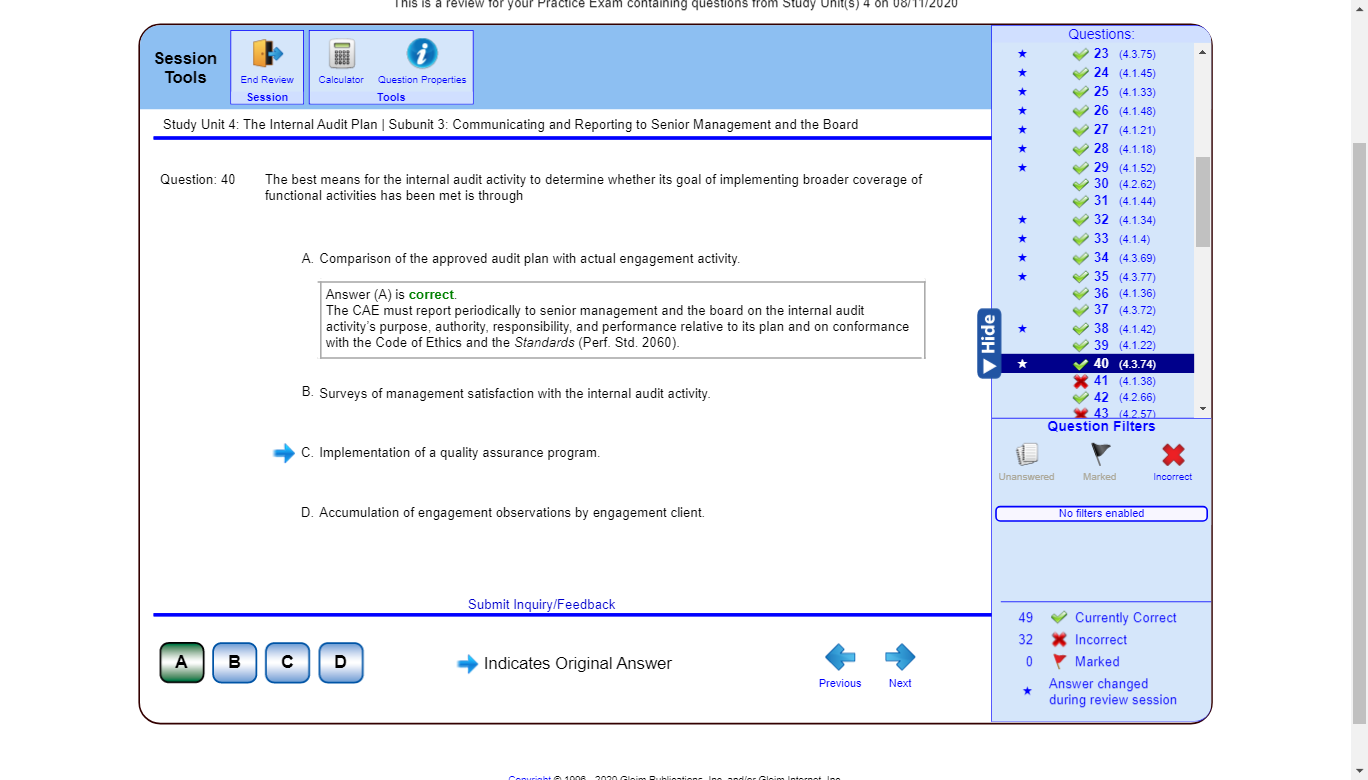 This is a review for your Practice Exam containing questions from Study Unit(s) 4 on 08/11/2020
Session Tools
End Review
Session
Calculator
Question Properties
Tools
Study Unit 4: The Internal Audit Plan | Subunit 3: Communicating and Reporting to Senior Management and the Board
Question: 40
The best means for the internal audit activity to determine whether its goal of implementing broader coverage of
functional activities has been met is through
A. Comparison of the approved audit plan with actual engagement activity.
Answer (A) is correct.
The CAE must report periodically to senior management and the board on the internal audit
activity's purpose, authority, responsibility, and performance relative to its plan and on conformance
with the Code of Ethics and the Standards (Perf. Std. 2060).
B. Surveys of management satisfaction with the internal audit activity.
C. Implementation of a quality assurance program.
D. Accumulation of engagement observations by engagement client.
Submit Inquiry/Feedback
A B C D
Indicates Original Answer
Previous
Next
Questions:
★ 23 (4.3.75)
★ 24 (4.1.45)
★ 25 (4.1.33)
★ 26 (4.1.48)
★ 27 (4.1.21)
★ 28 (4.1.18)
★ 29 (4.1.52)
30 (4.2.62)
31 (4.1.44)
★ 32 (4.1.34)
★ 33 (4.1.4)
★ 34 (4.3.69)
★ 35 (4.3.77)
36 (4.1.36)
37 (4.3.72)
★ 38 (4.1.42)
39 (4.1.22)
★ 40 (4.3.74)
41 (4.1.38)
42 (4.2.66)
43 (4.2.57)
Hide
Question Filters
Unanswered
Marked
Incorrect
No filters enabled
49 Currently Correct
32 Incorrect
0 Marked
★ Answer changed
during review session
Copyright © 1996 - 2020 Gleim Publications, Inc. and/or Gleim Internet, Inc.